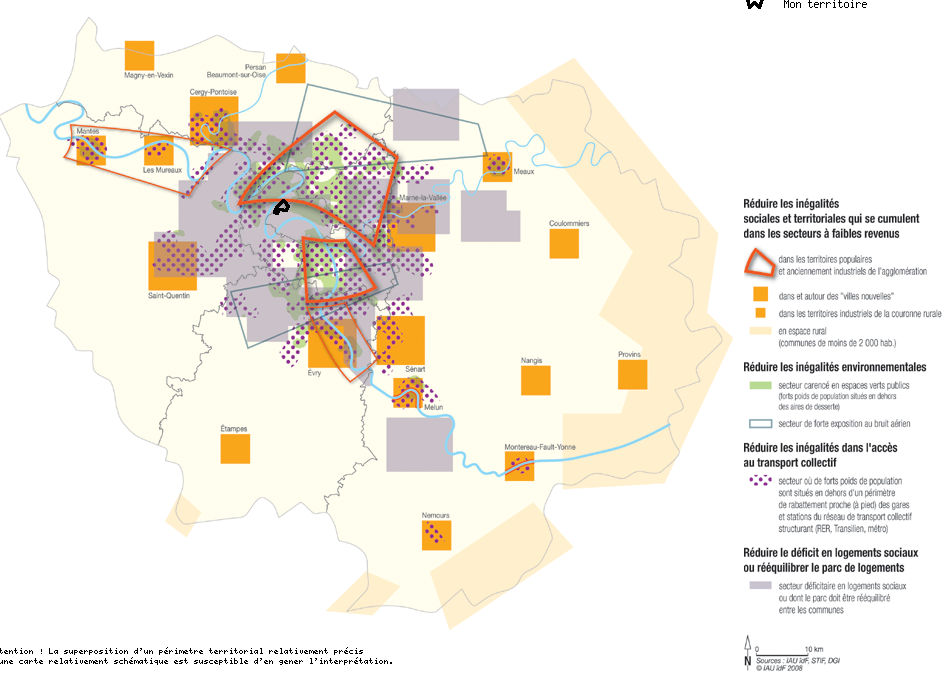 Mon territoire
Magny-en-Vexin
Persan
Beaumont-sur-Oise
Cergy-Pontoise
Mantes
Les Mureaux
Meaux
Marne-la-Vallée
Coulommiers
Saint-Quentin
Évry
Sénart
Melun
Nangis
Provins
Étampes
Montereau-Fault-Yonne
Nemours
Réduire les inégalités
sociales et territoriales qui se cumulent
dans les secteurs à faibles revenus
dans les territoires populaires
et anciennement industriels de l'agglomération
dans et autour des "villes nouvelles"
dans les territoires industriels de la couronne rurale
en espace rural
(communes de moins de 2 000 hab.)
Réduire les inégalités environnementales
secteur carencé en espaces verts publics
(forts poids de population situés en dehors
des aires de desserte)
secteur de forte exposition au bruit aérien
Réduire les inégalités dans l'accès
au transport collectif
secteur où de forts poids de population
sont situés en dehors d'un périmètre
de rabattement proche (à pied) des gares
et stations du réseau de transport collectif
structurant (RER, Transilien, métro)
Réduire le déficit en logements sociaux
ou rééquilibrer le parc de logements
secteur déficitaire en logements sociaux
ou dont le parc doit être rééquilibré
entre les communes
N
0 10 km
Sources : IAU îdF, STIF, DGI
© IAU îdF 2008
tention ! La superposition d'un périmetre territorial relativement précis
une carte relativement schématique est susceptible d'en gener l'interprétation.